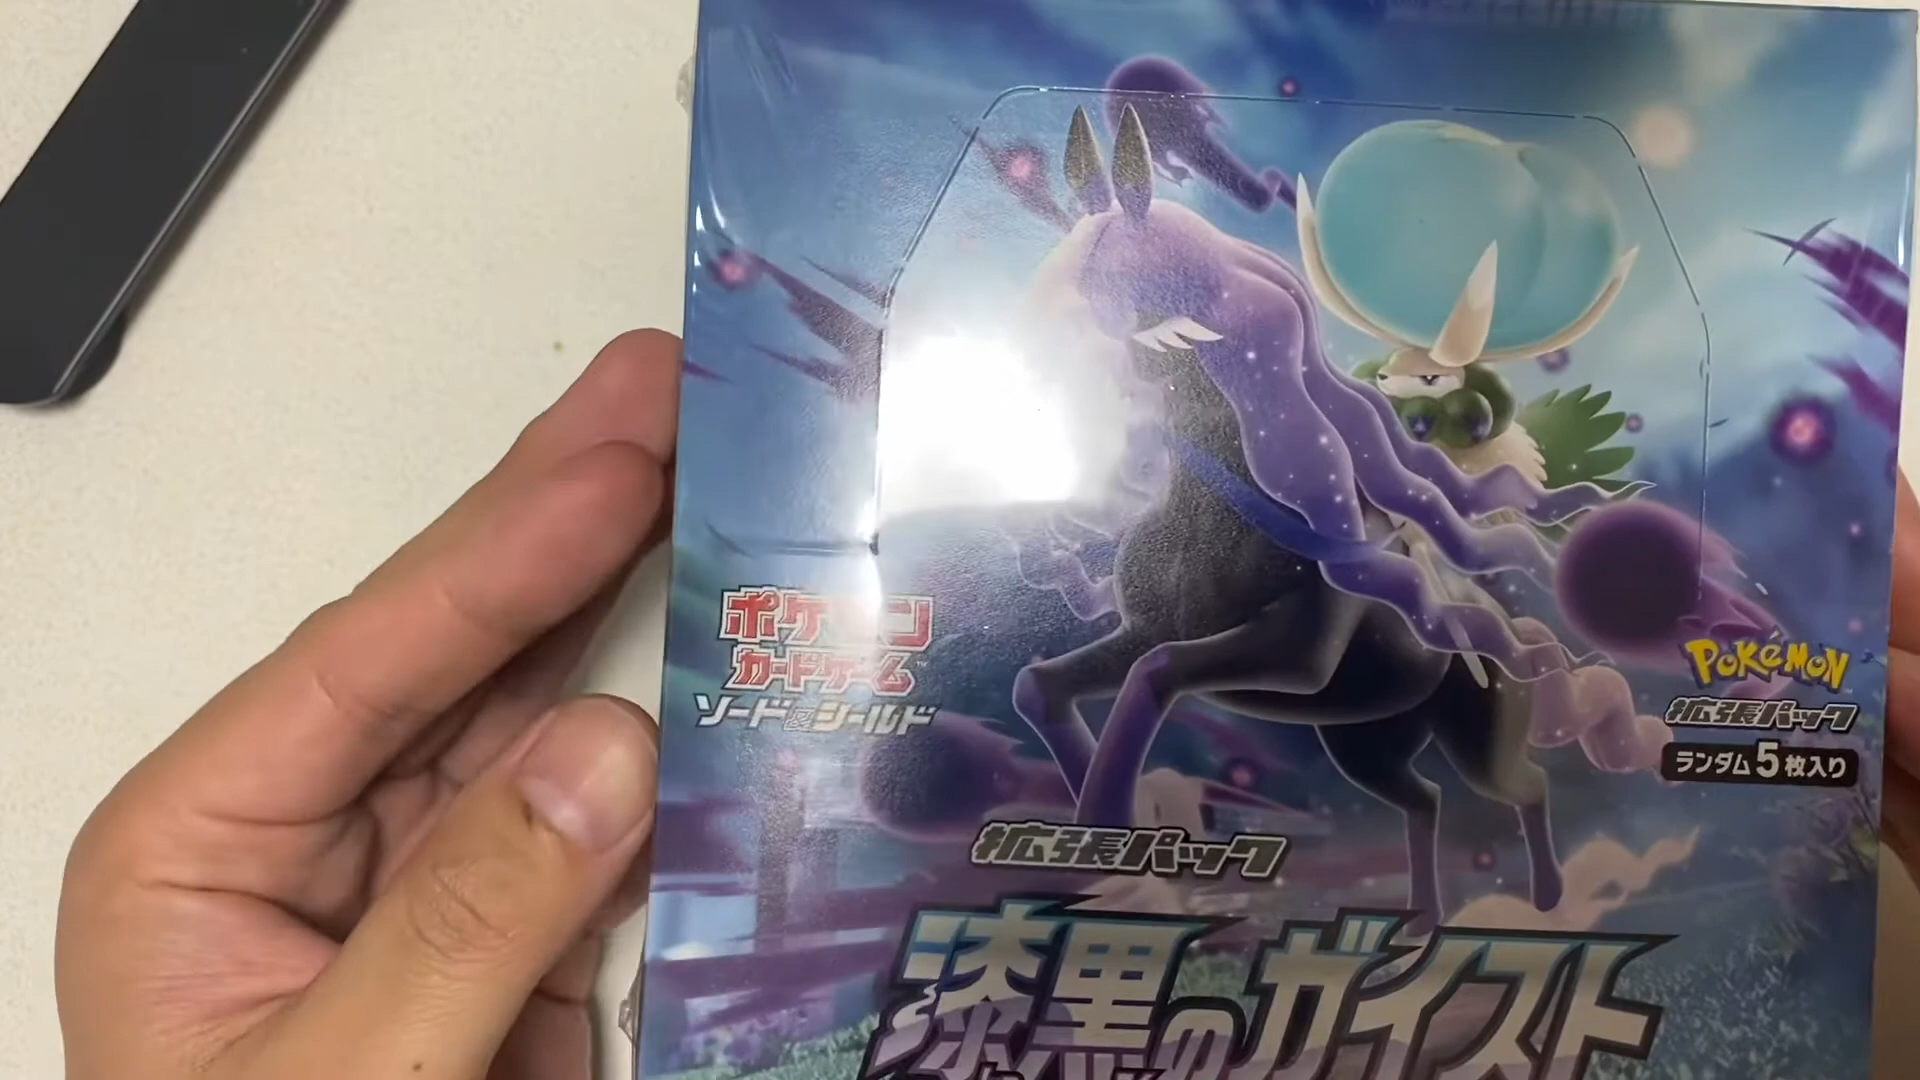 ポケモン
カードゲーム
ソード&シールド
POKéMON
拡張パック
ランダム5枚入り
拡張パック
漆黒のガイスト